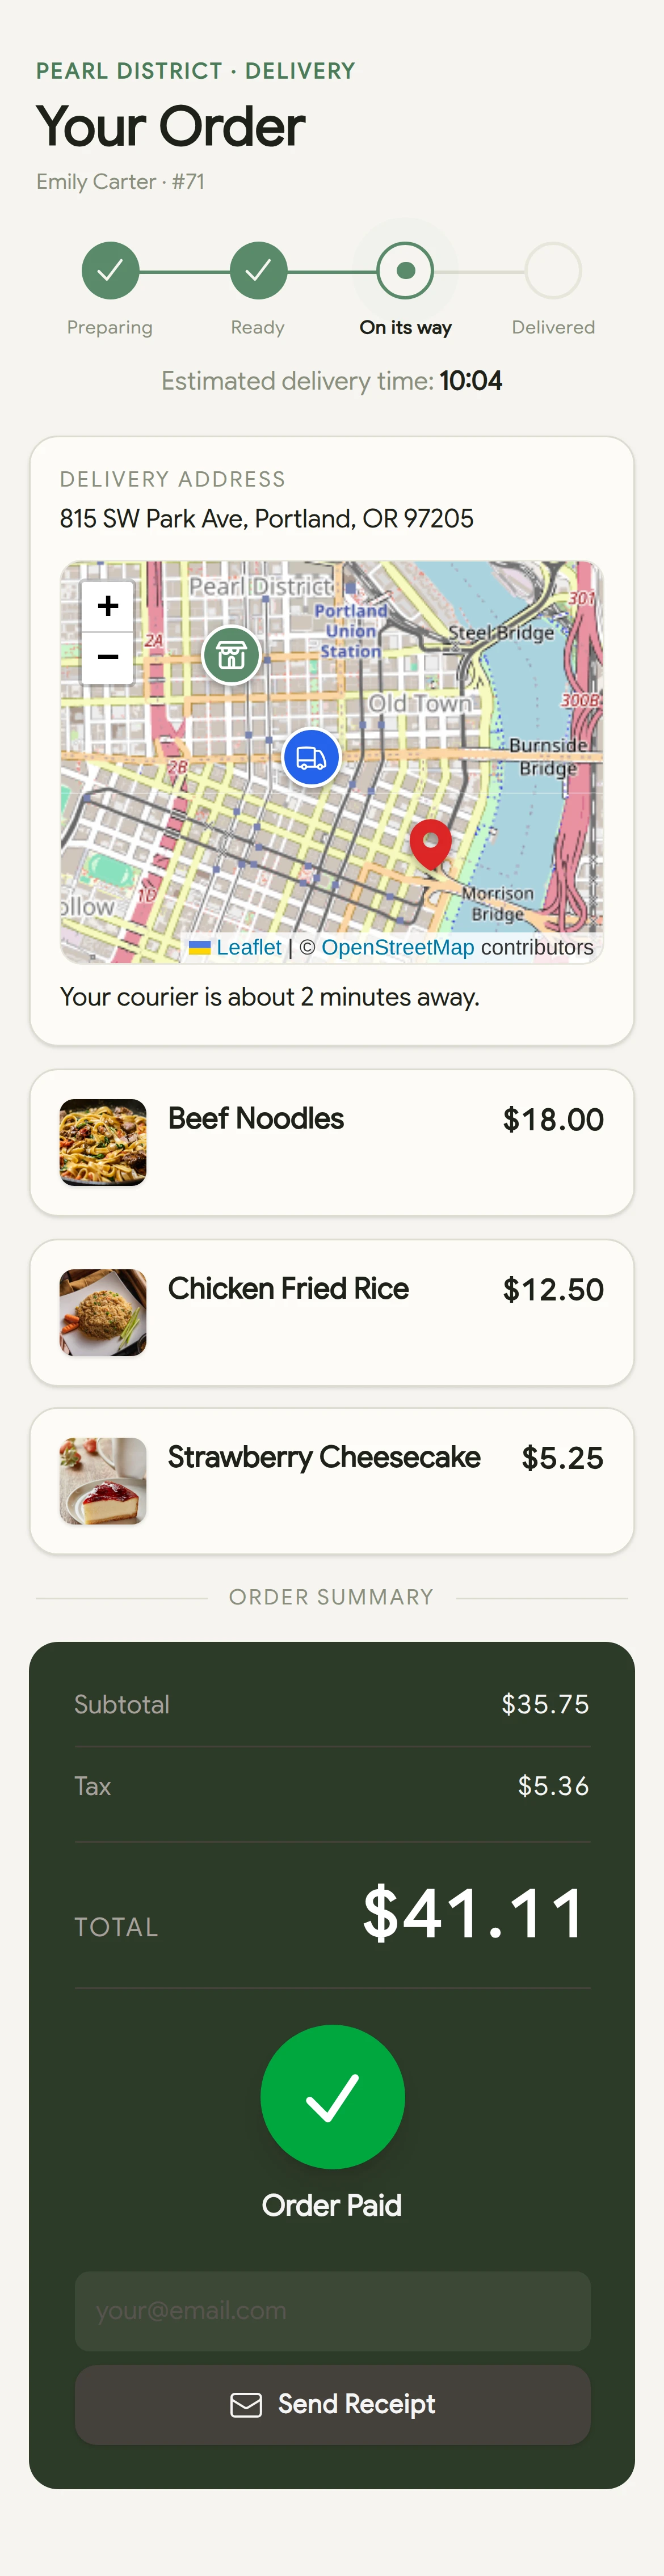 PEARL DISTRICT · DELIVERY
Your Order
Emily Carter · #71
Preparing
Ready
On its way
Delivered
Estimated delivery time: 10:04
DELIVERY ADDRESS
815 SW Park Ave, Portland, OR 97205
+
−
Pearl District
Portland
Union
Station
Steel Bridge
301
2A
Old Town
300B
Burnside
Bridge
2B
1D
ollow
Morrison
Bridge
Leaflet | © OpenStreetMap contributors
Your courier is about 2 minutes away.
Beef Noodles $18.00
Chicken Fried Rice $12.50
Strawberry Cheesecake $5.25
ORDER SUMMARY
Subtotal $35.75
Tax $5.36
TOTAL $41.11
Order Paid
your@email.com
Send Receipt